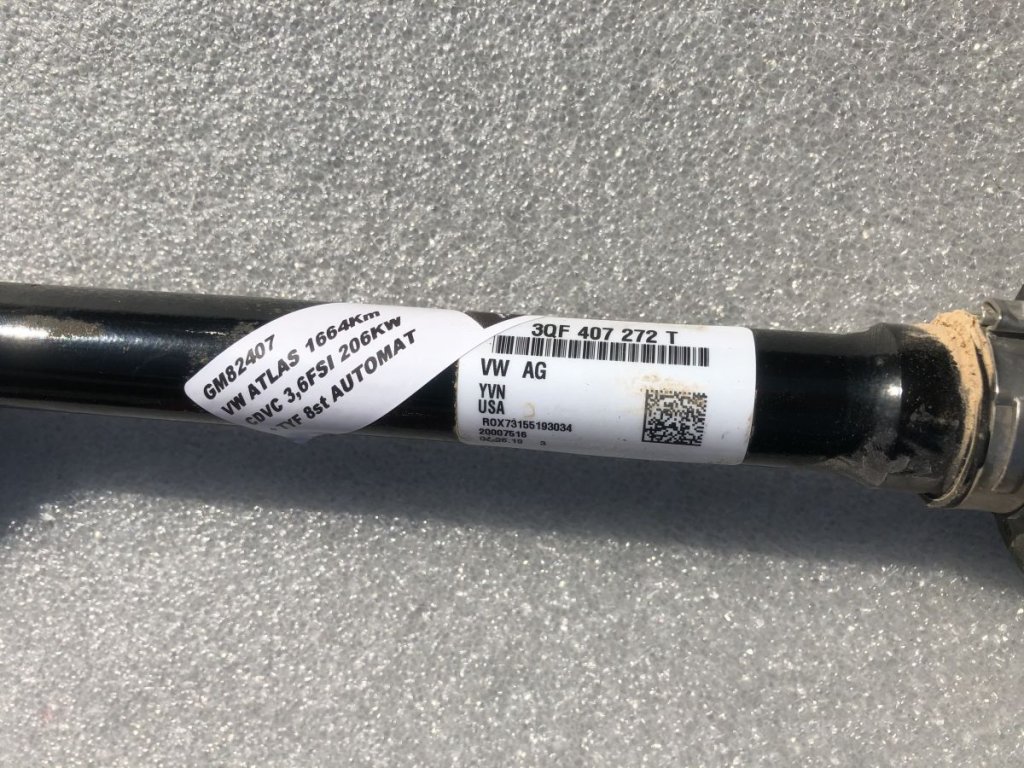 GM82407
VW ATLAS 1664Km
CDVC 3,6FSI 206Kw
TYF 8st AUTOMAT
3QF 407 272 T
VW AG
YVN
USA
ROX73155193034
20007516
3